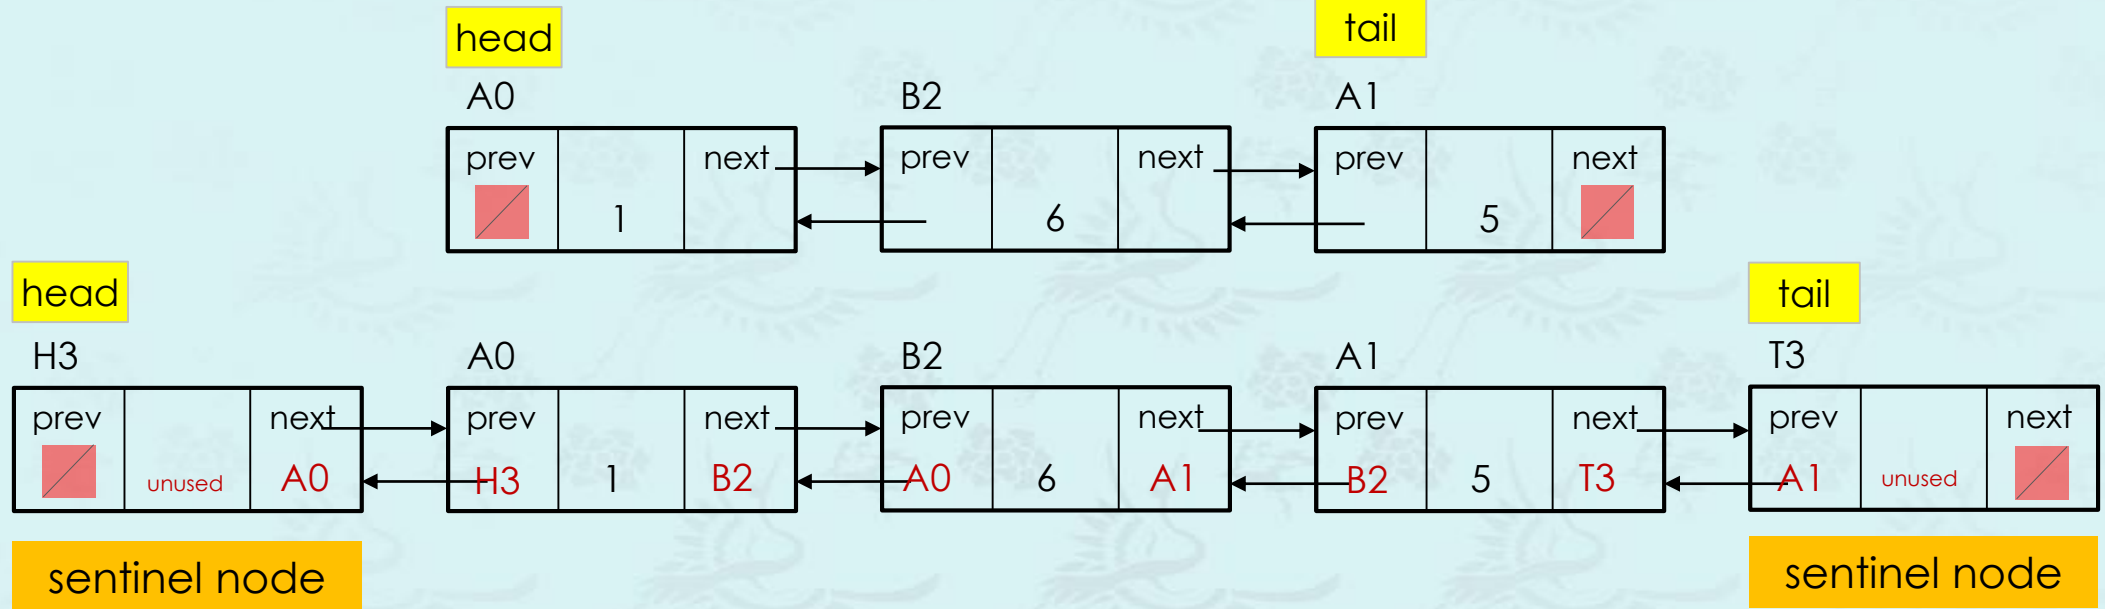 head
tail
A0
B2
A1
prev
next
prev
next
prev
next
1
6
5
head
tail
H3
A0
B2
A1
T3
prev
next
prev
next
prev
next
prev
next
prev
next
unused
A0
H3
1
B2
A0
6
A1
B2
5
T3
A1
unused
sentinel node
sentinel node